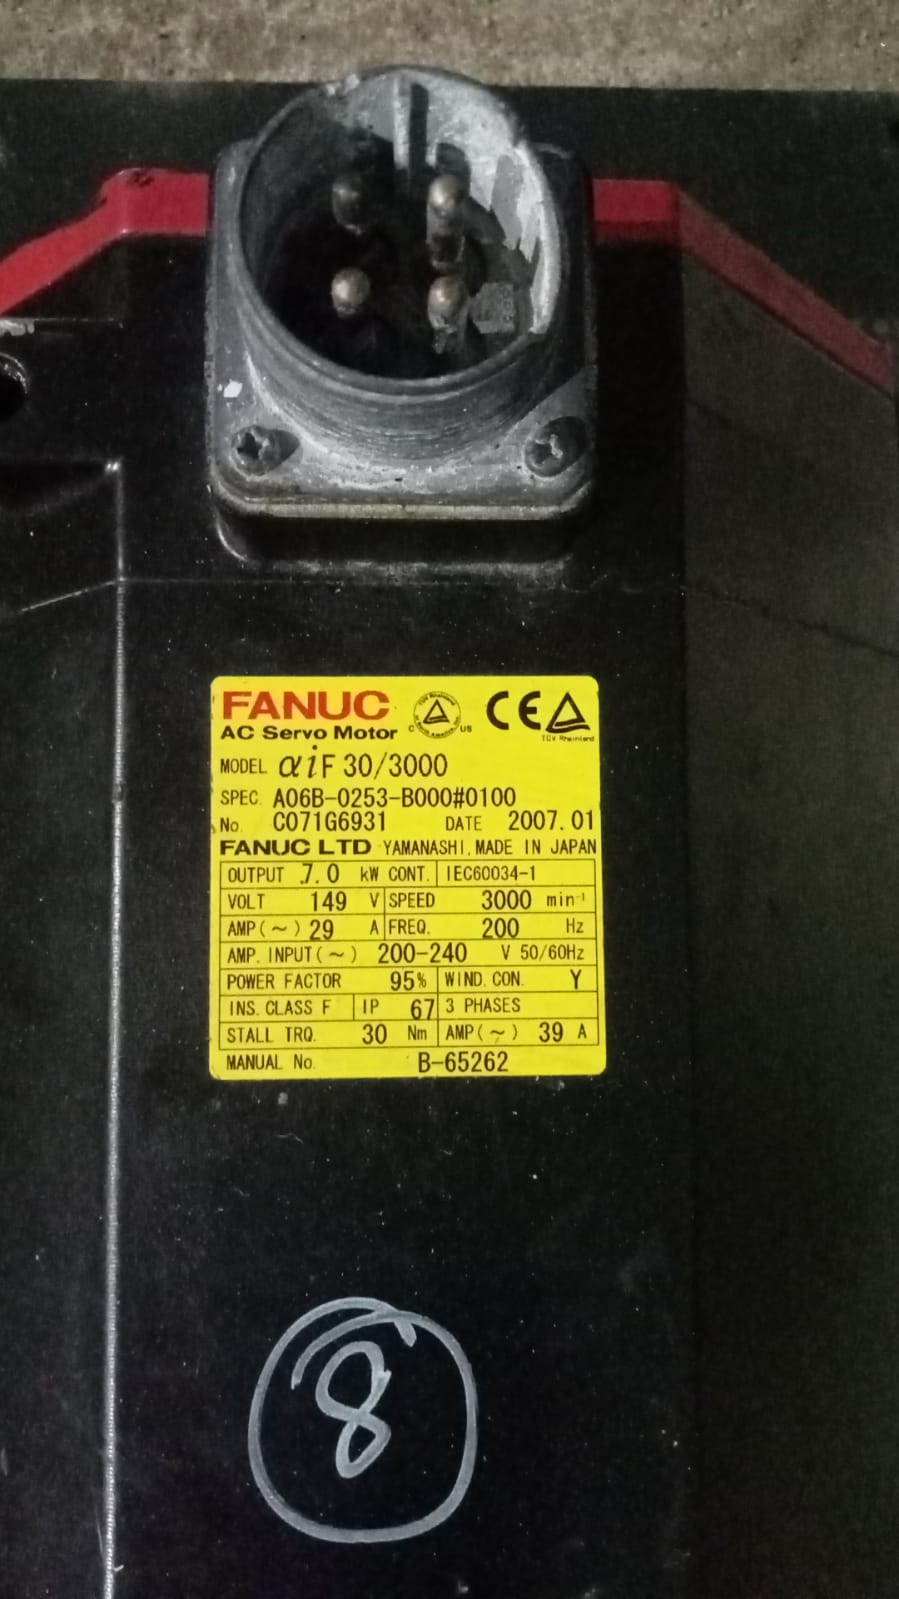 FANUC
AC Servo Motor
C US
TÜV Rheinland
MODEL αiF 30/3000
SPEC. A06B-0253-B000#0100
No. C071G6931 DATE 2007.01
FANUC LTD YAMANASHI, MADE IN JAPAN
OUTPUT 7.0 kW CONT. IEC60034-1
VOLT 149 V SPEED 3000 min⁻¹
AMP(~) 29 A FREQ. 200 Hz
AMP. INPUT(~) 200-240 V 50/60Hz
POWER FACTOR 95% WIND. CON. Y
INS. CLASS F IP 67 3 PHASES
STALL TRQ. 30 Nm AMP(~) 39 A
MANUAL No. B-65262
8